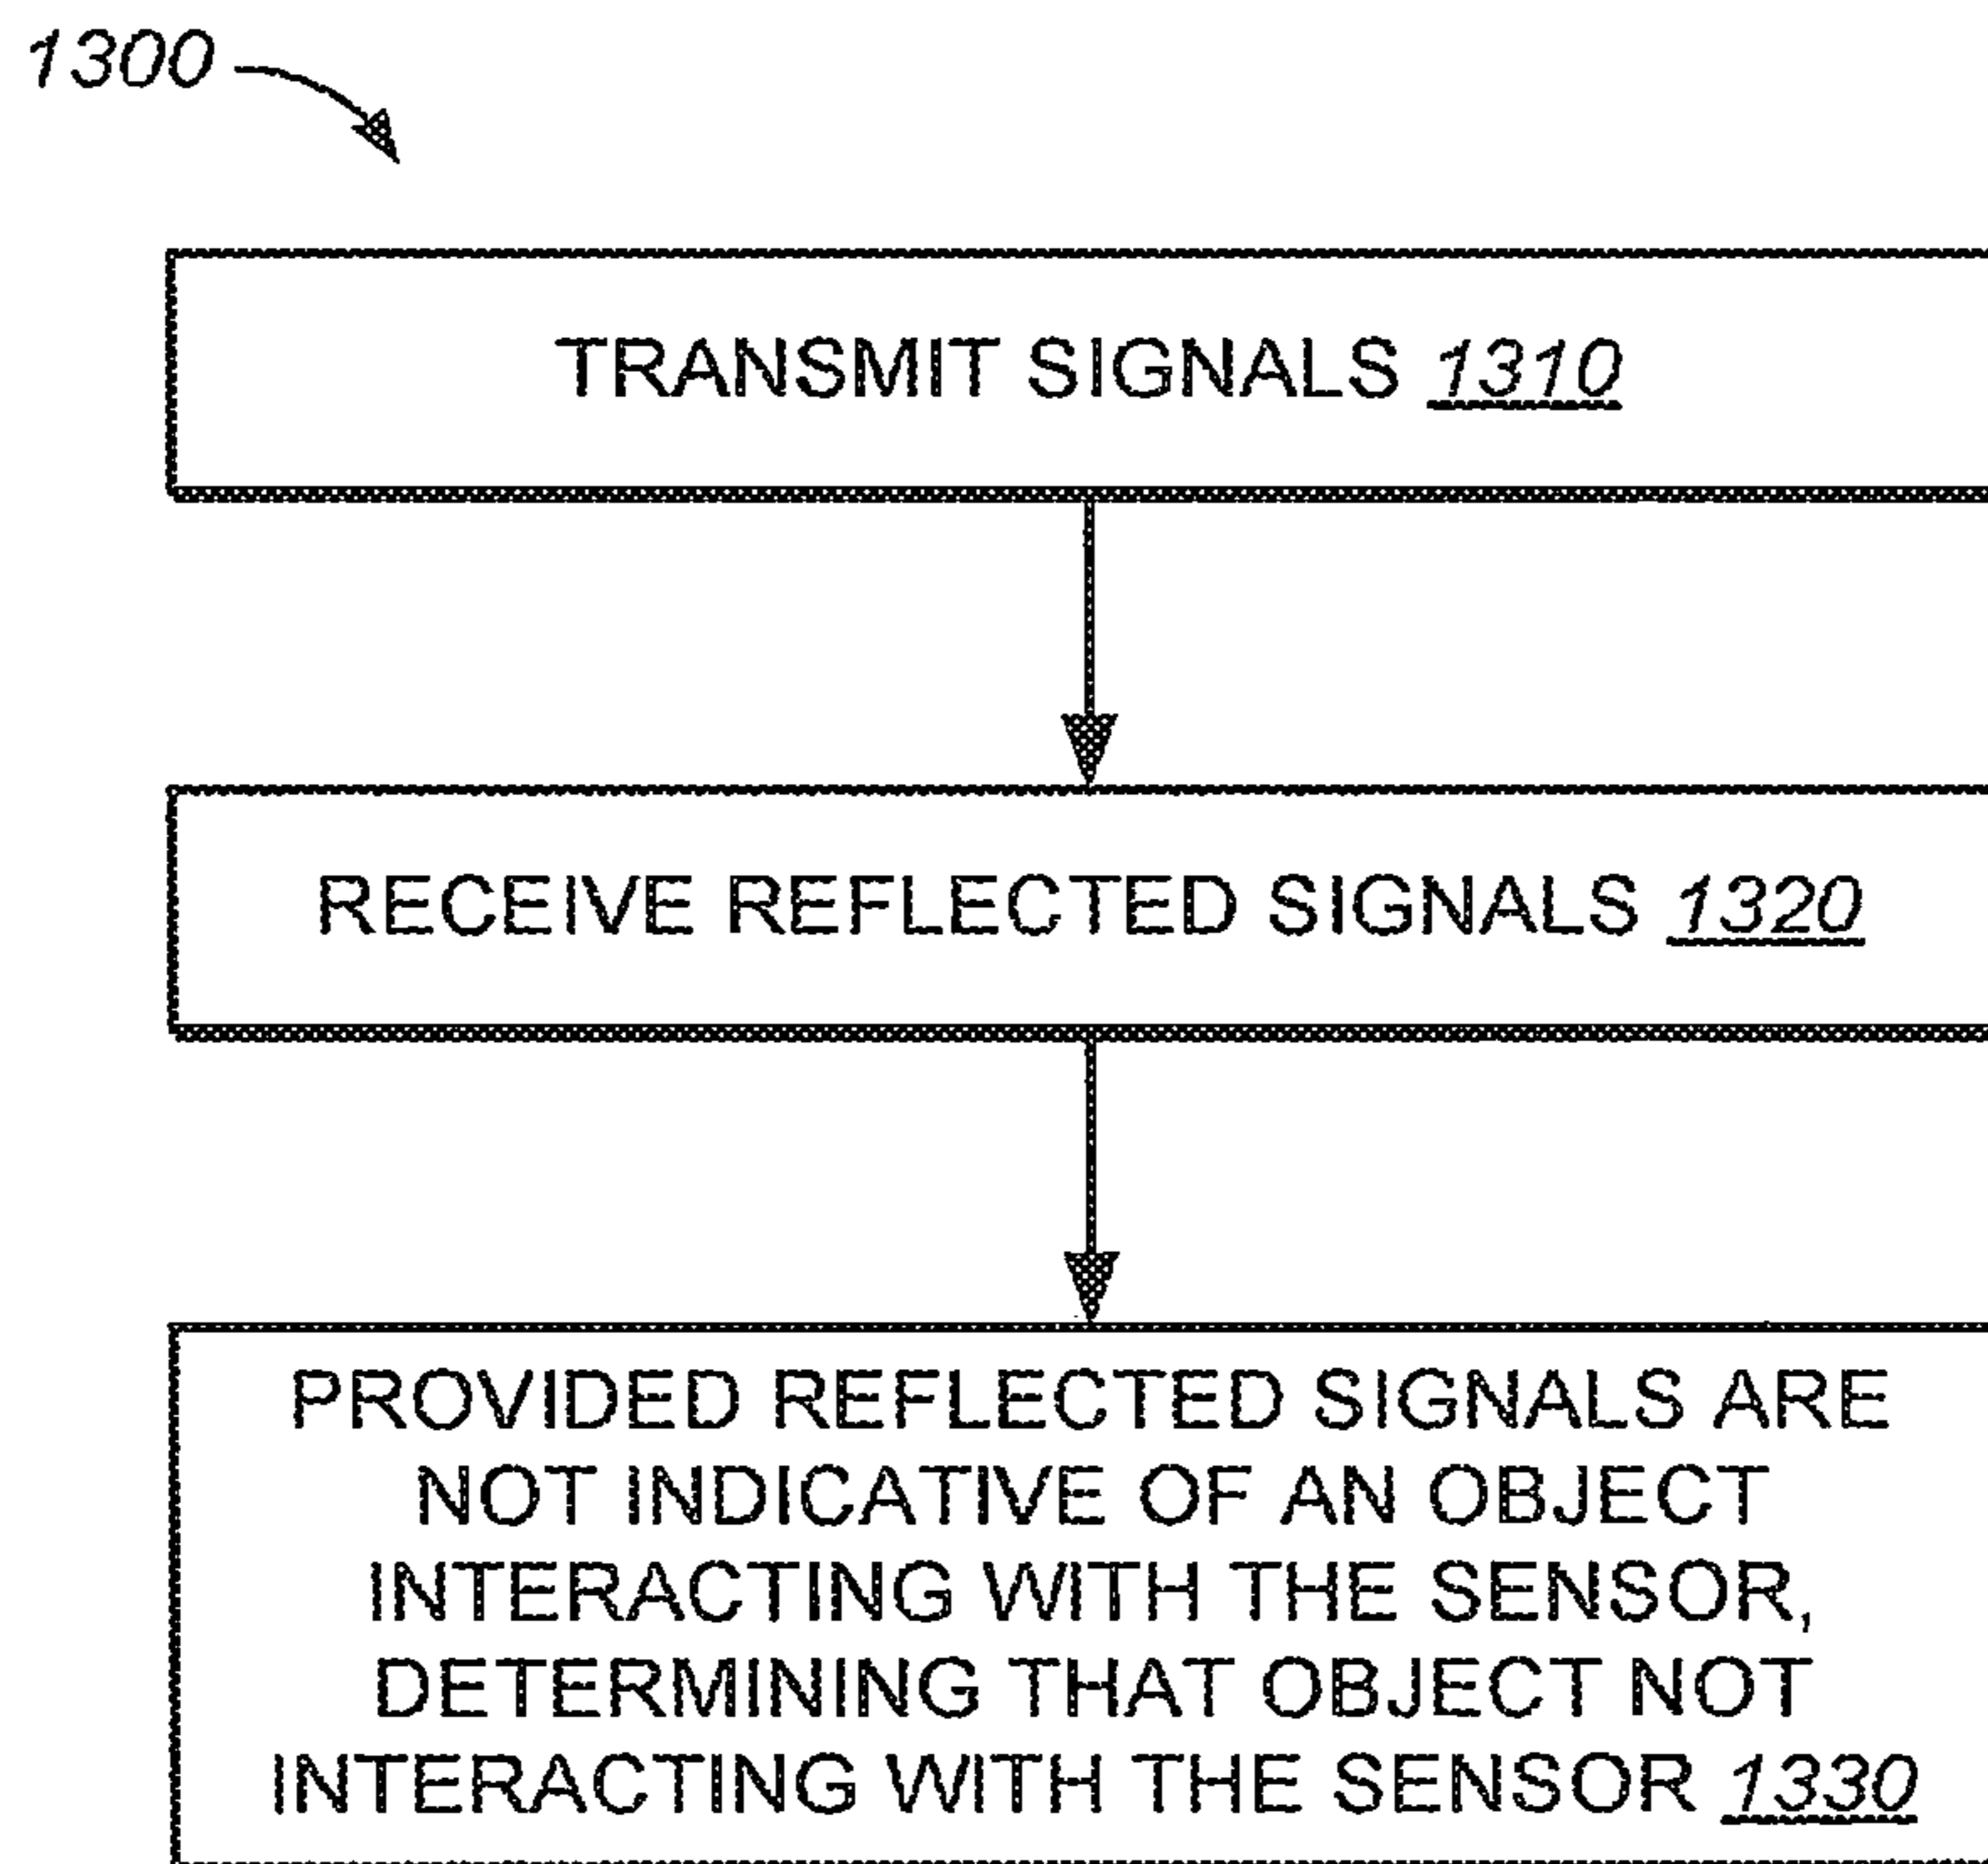 1300
TRANSMIT SIGNALS 1310
RECEIVE REFLECTED SIGNALS 1320
PROVIDED REFLECTED SIGNALS ARE
NOT INDICATIVE OF AN OBJECT
INTERACTING WITH THE SENSOR,
DETERMINING THAT OBJECT NOT
INTERACTING WITH THE SENSOR 1330